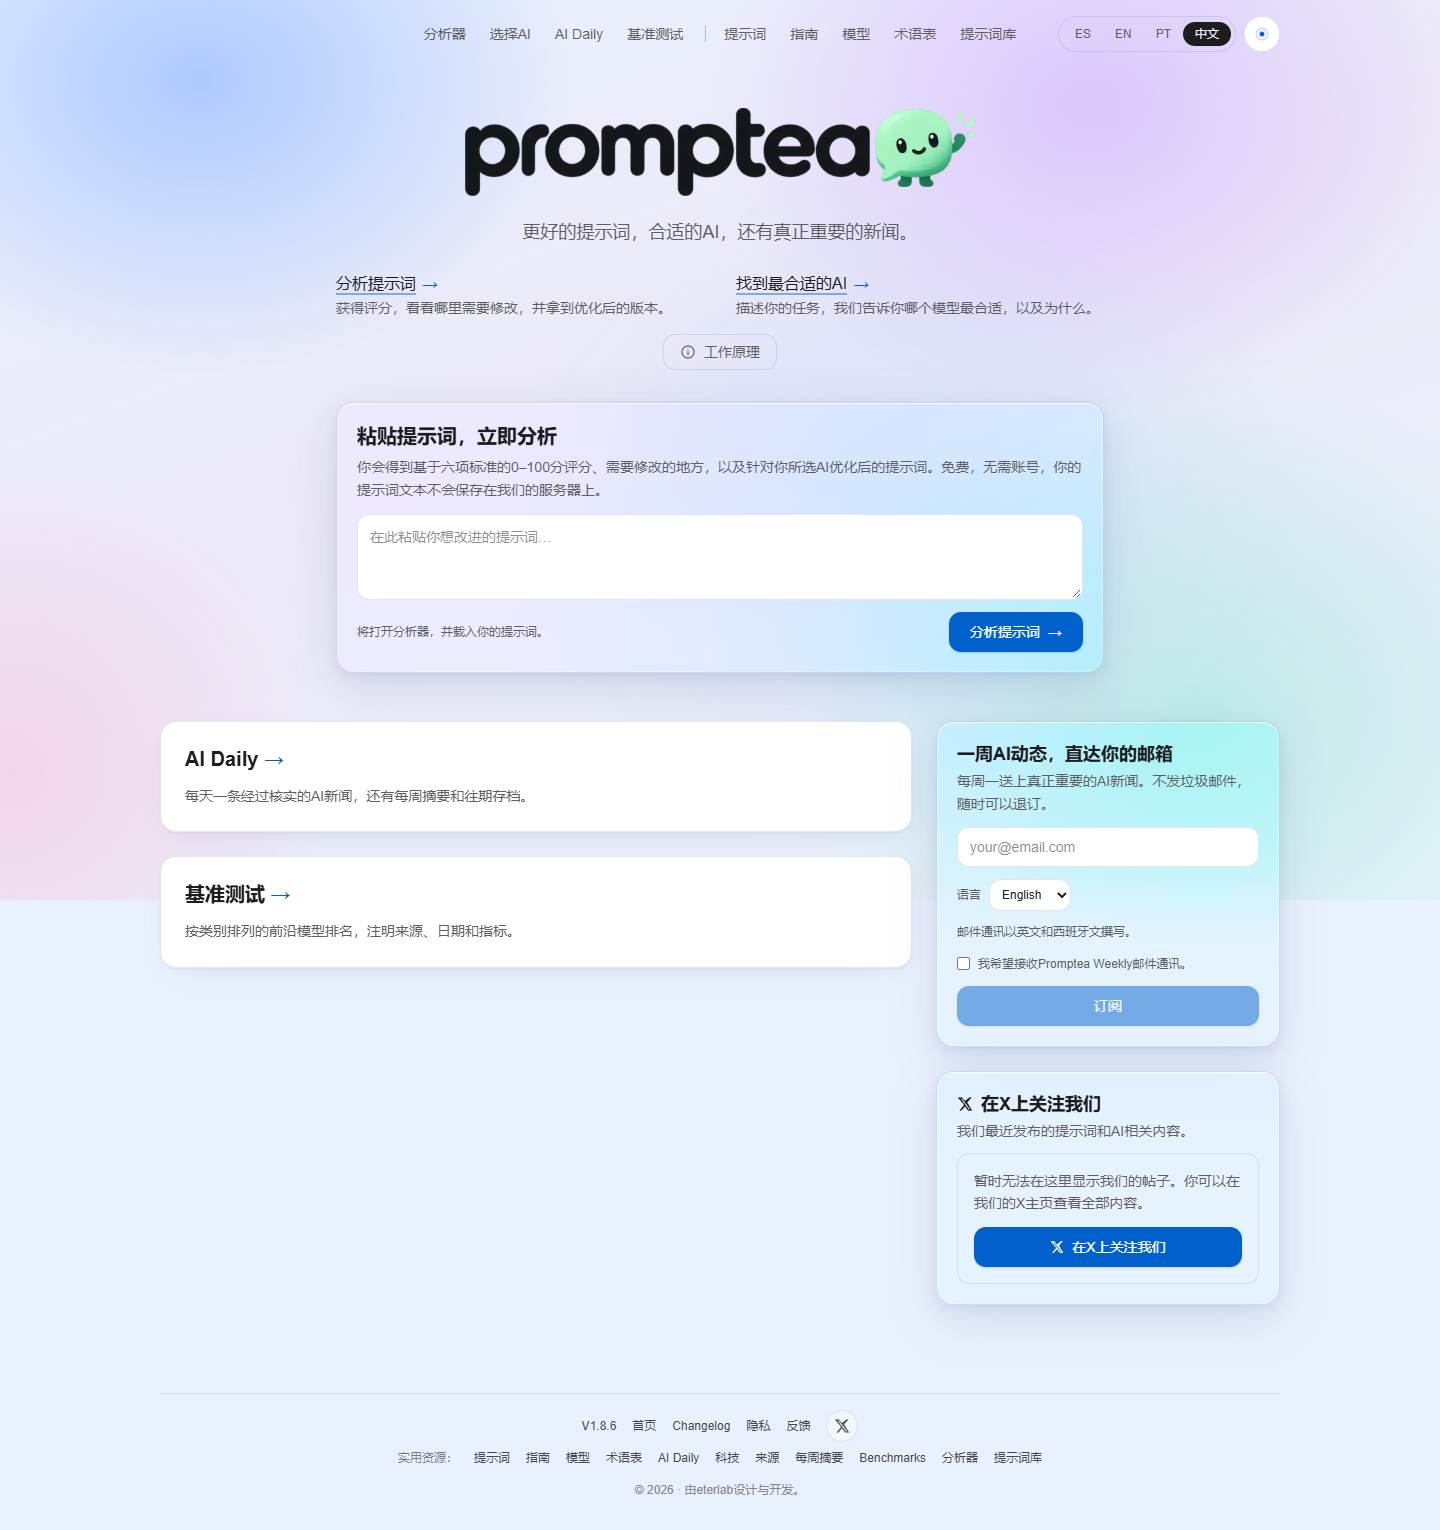 分析器 选择AI AI Daily 基准测试 提示词 指南 模型 术语表 提示词库 ES EN PT 中文
promptea
更好的提示词，合适的AI，还有真正重要的新闻。
分析提示词 →
获得评分，看看哪里需要修改，并拿到优化后的版本。
找到最合适的AI →
描述你的任务，我们告诉你哪个模型最合适，以及为什么。
工作原理
粘贴提示词，立即分析
你会得到基于六项标准的0–100分评分、需要修改的地方，以及针对你所选AI优化后的提示词。免费，无需账号，你的
提示词文本不会保存在我们的服务器上。
在此粘贴你想改进的提示词…
将打开分析器，并载入你的提示词。
分析提示词 →
AI Daily →
每天一条经过核实的AI新闻，还有每周摘要和往期存档。
基准测试 →
按类别排列的前沿模型排名，注明来源、日期和指标。
一周AI动态，直达你的邮箱
每周一送上真正重要的AI新闻。不发垃圾邮件，
随时可以退订。
your@email.com
语言 English
邮件通讯以英文和西班牙文撰写。
我希望接收Promptea Weekly邮件通讯。
订阅
在X上关注我们
我们最近发布的提示词和AI相关内容。
暂时无法在这里显示我们的帖子。你可以在
我们的X主页查看全部内容。
在X上关注我们
V1.8.6 首页 Changelog 隐私 反馈
实用资源： 提示词 指南 模型 术语表 AI Daily 科技 来源 每周摘要 Benchmarks 分析器 提示词库
© 2026 · 由eterlab设计与开发。